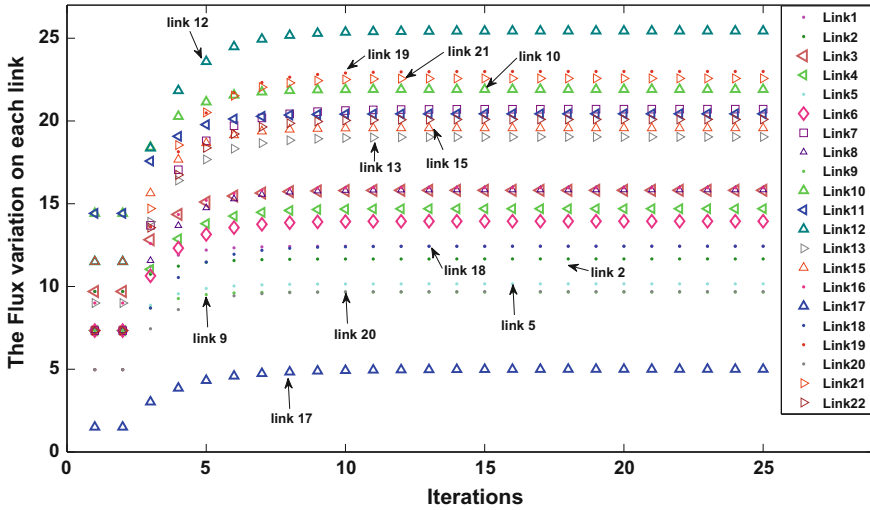 The Flux variation on each link
25
20
15
10
5
0
0
5
10
15
20
25
Iterations
link 12
link 19
link 21
link 10
link 13
link 15
link 18
link 2
link 9
link 20
link 5
link 17
Link1
Link2
Link3
Link4
Link5
Link6
Link7
Link8
Link9
Link10
Link11
Link12
Link13
Link15
Link16
Link17
Link18
Link19
Link20
Link21
Link22